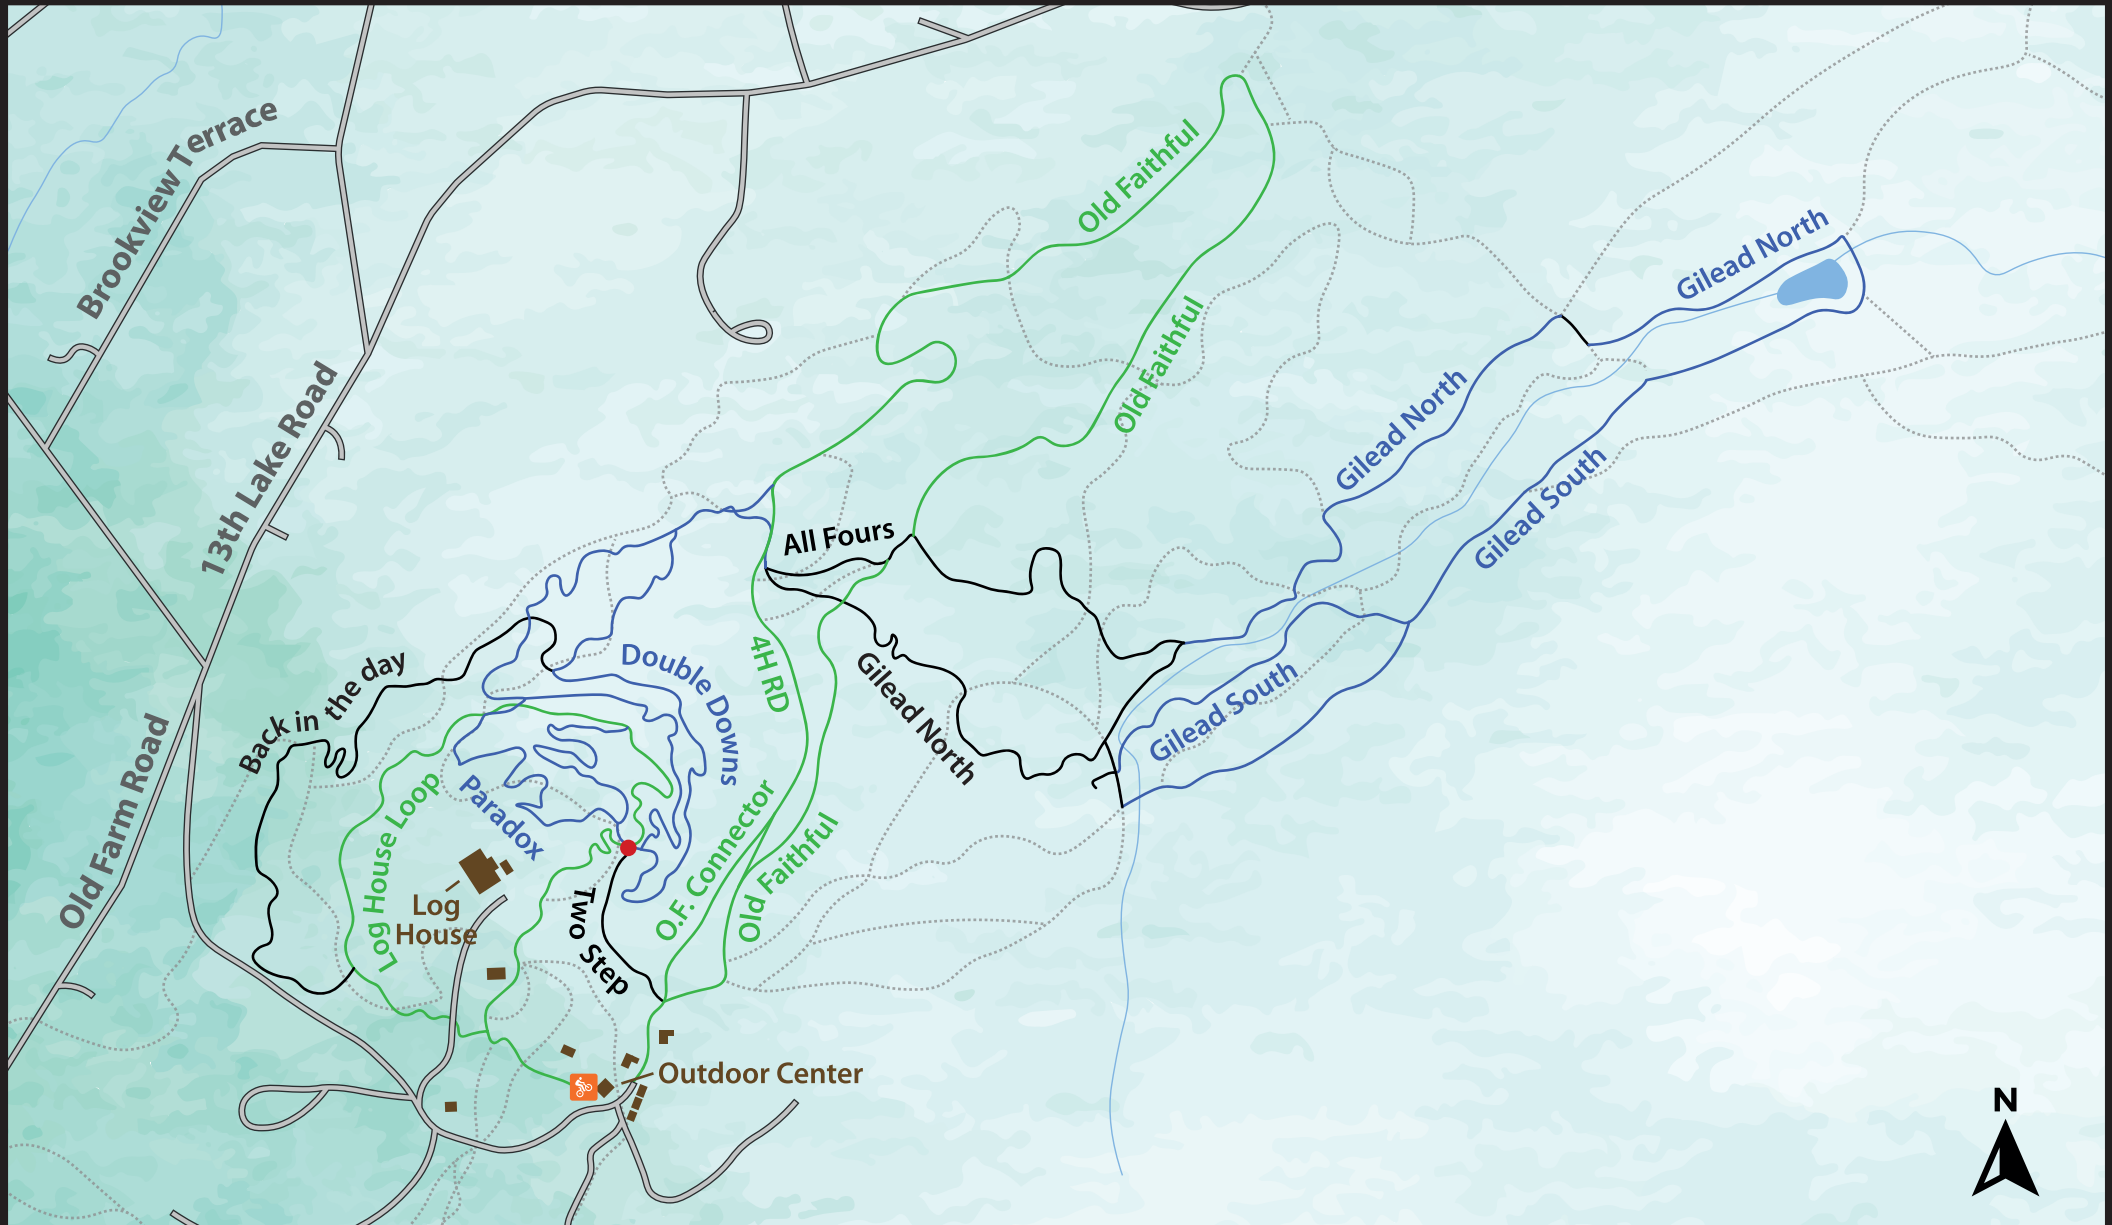 Brookview Terrace
Old Faithful
Gilead North
Old Faithful
13th Lake Road
Gilead North
Gilead South
All Fours
Back in the day
Double Downs
4H RD
Gilead North
Gilead South
Old Farm Road
Log House Loop
Paradox
O.F. Connector
Old Faithful
Log
House
Two Step
Outdoor Center
N